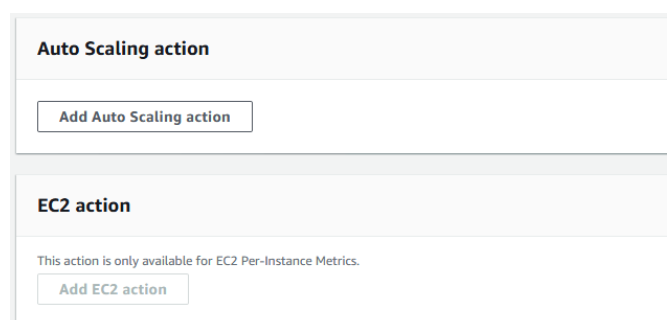 Auto Scaling action
Add Auto Scaling action
EC2 action
This action is only available for EC2 Per-Instance Metrics.
Add EC2 action